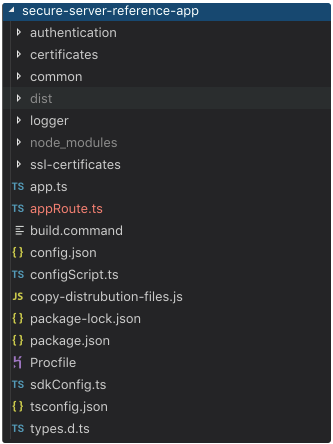 secure-server-reference-app
authentication
certificates
common
dist
logger
node_modules
ssl-certificates
TS app.ts
TS appRoute.ts
build.command
{ } config.json
TS configScript.ts
JS copy-distrubution-files.js
{ } package-lock.json
{ } package.json
Procfile
TS sdkConfig.ts
{ } tsconfig.json
TS types.d.ts